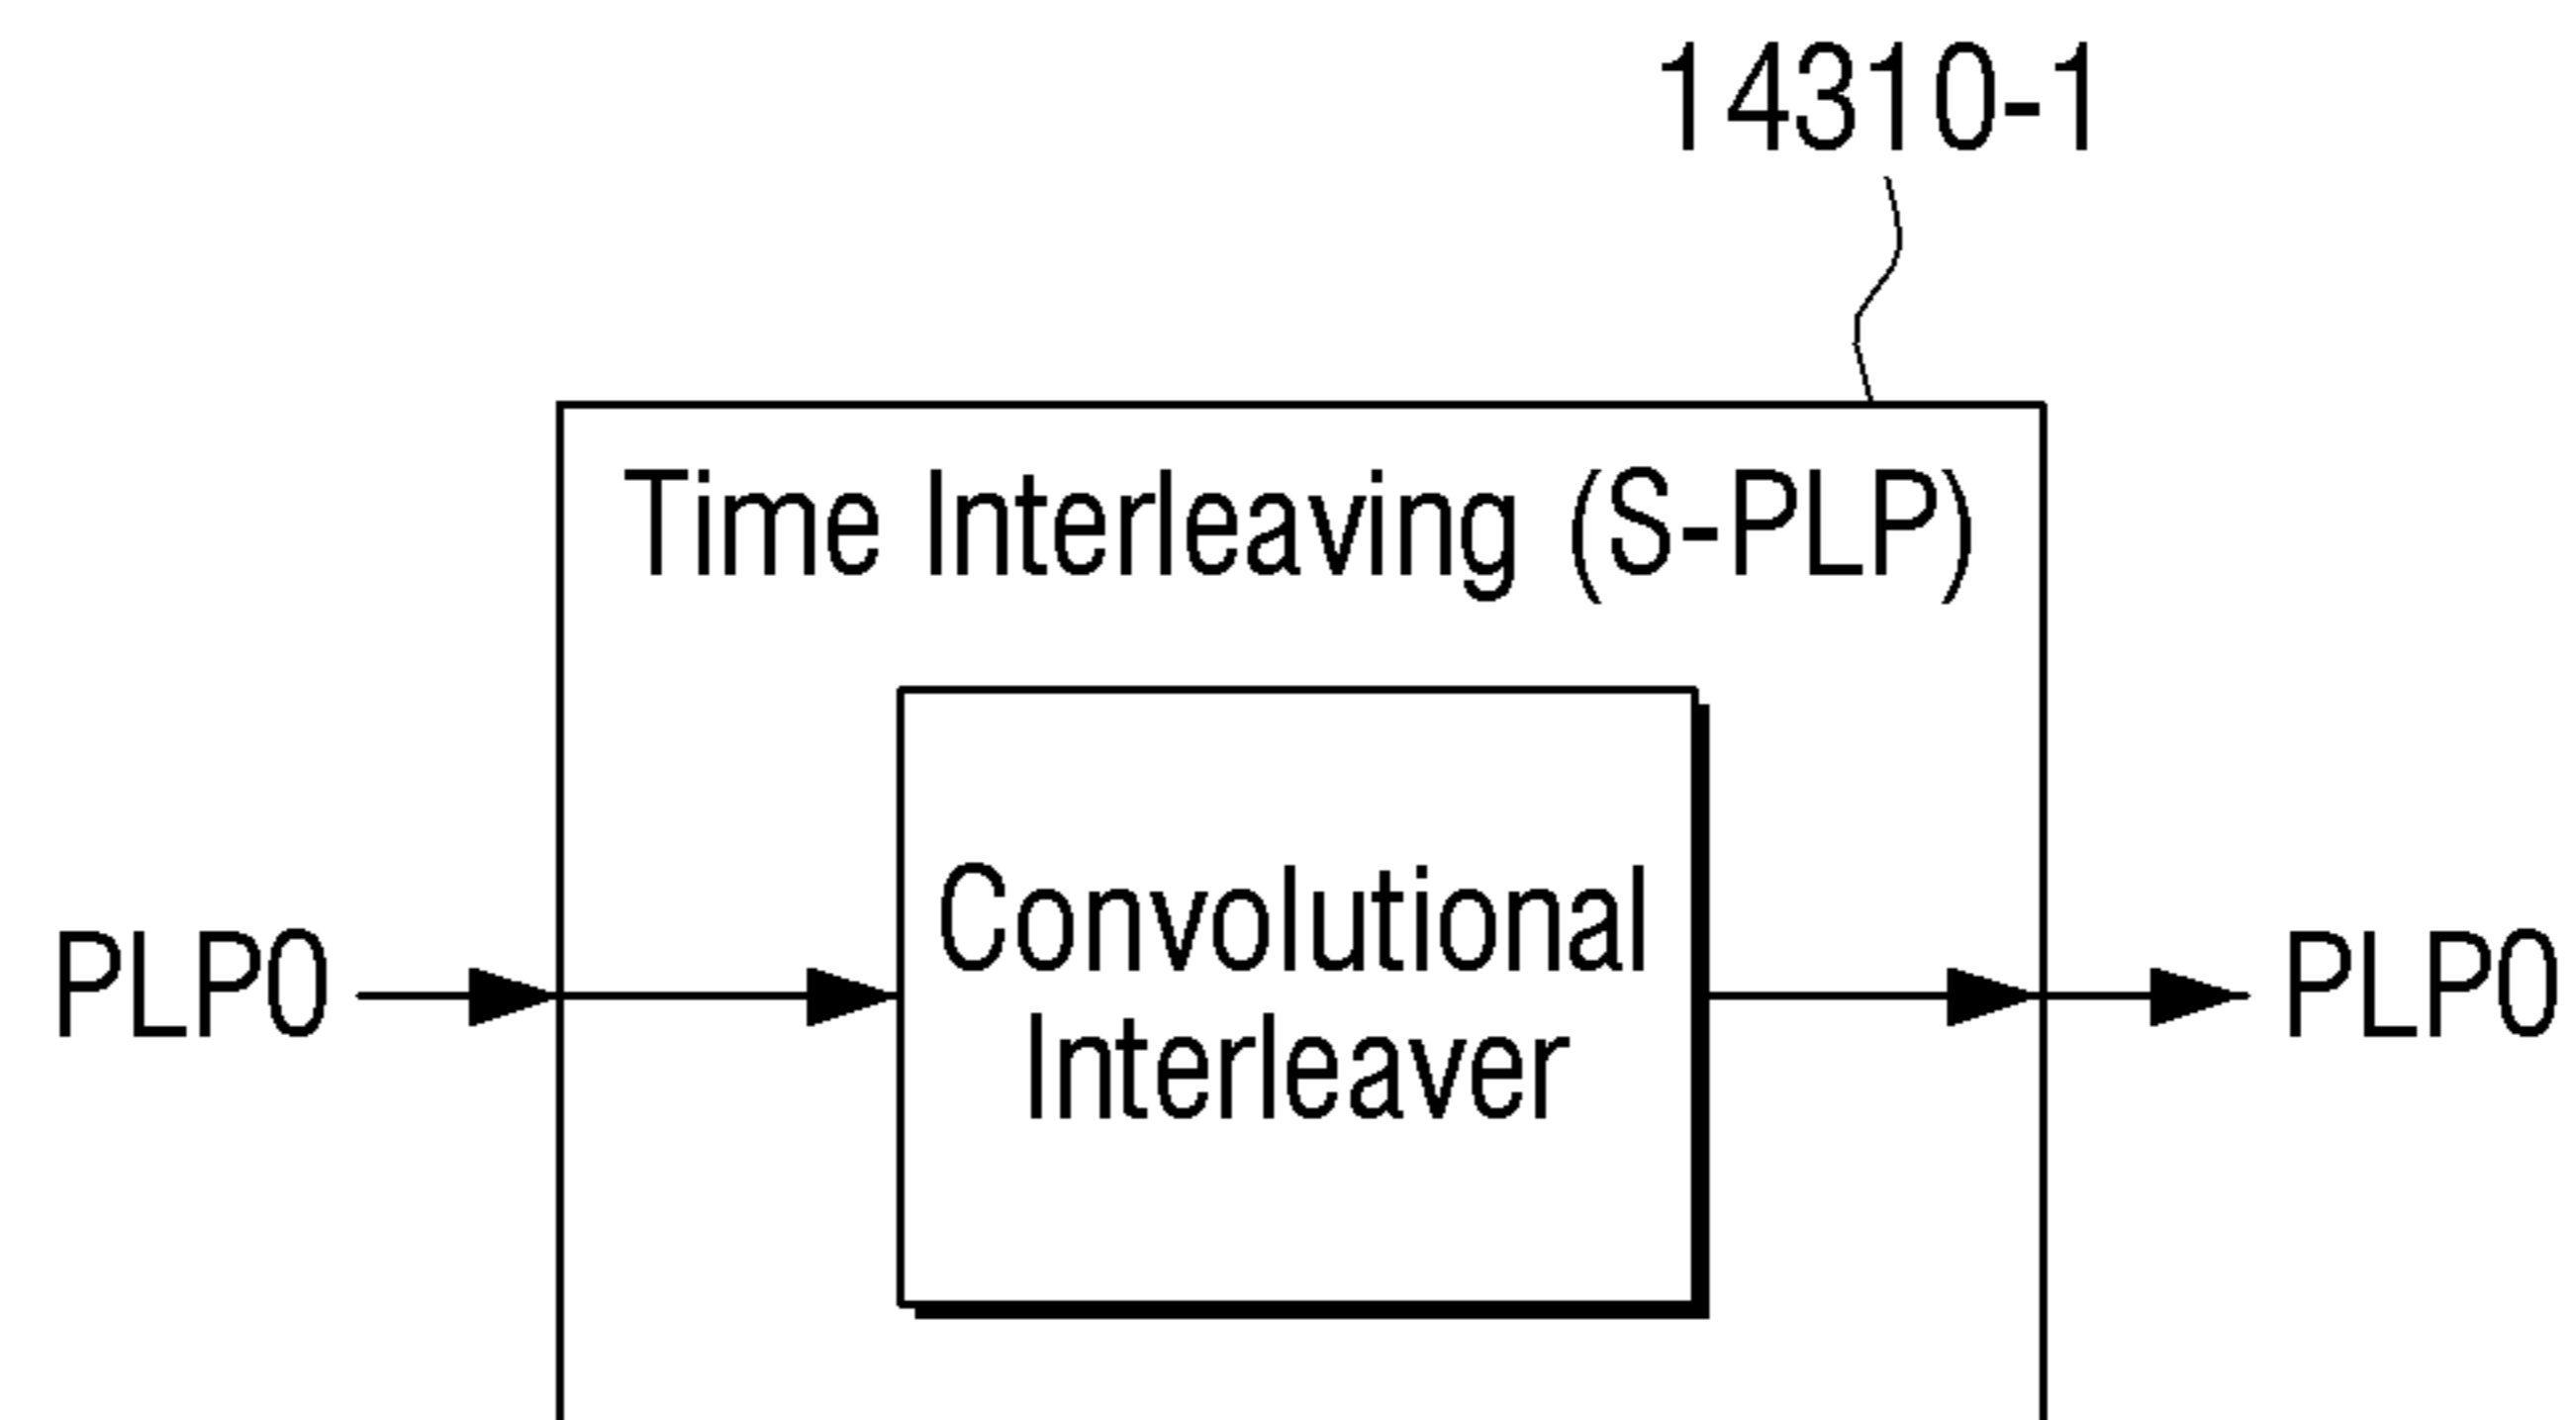 14310-1
Time Interleaving (S-PLP)
Convolutional
Interleaver
PLP0
PLP0